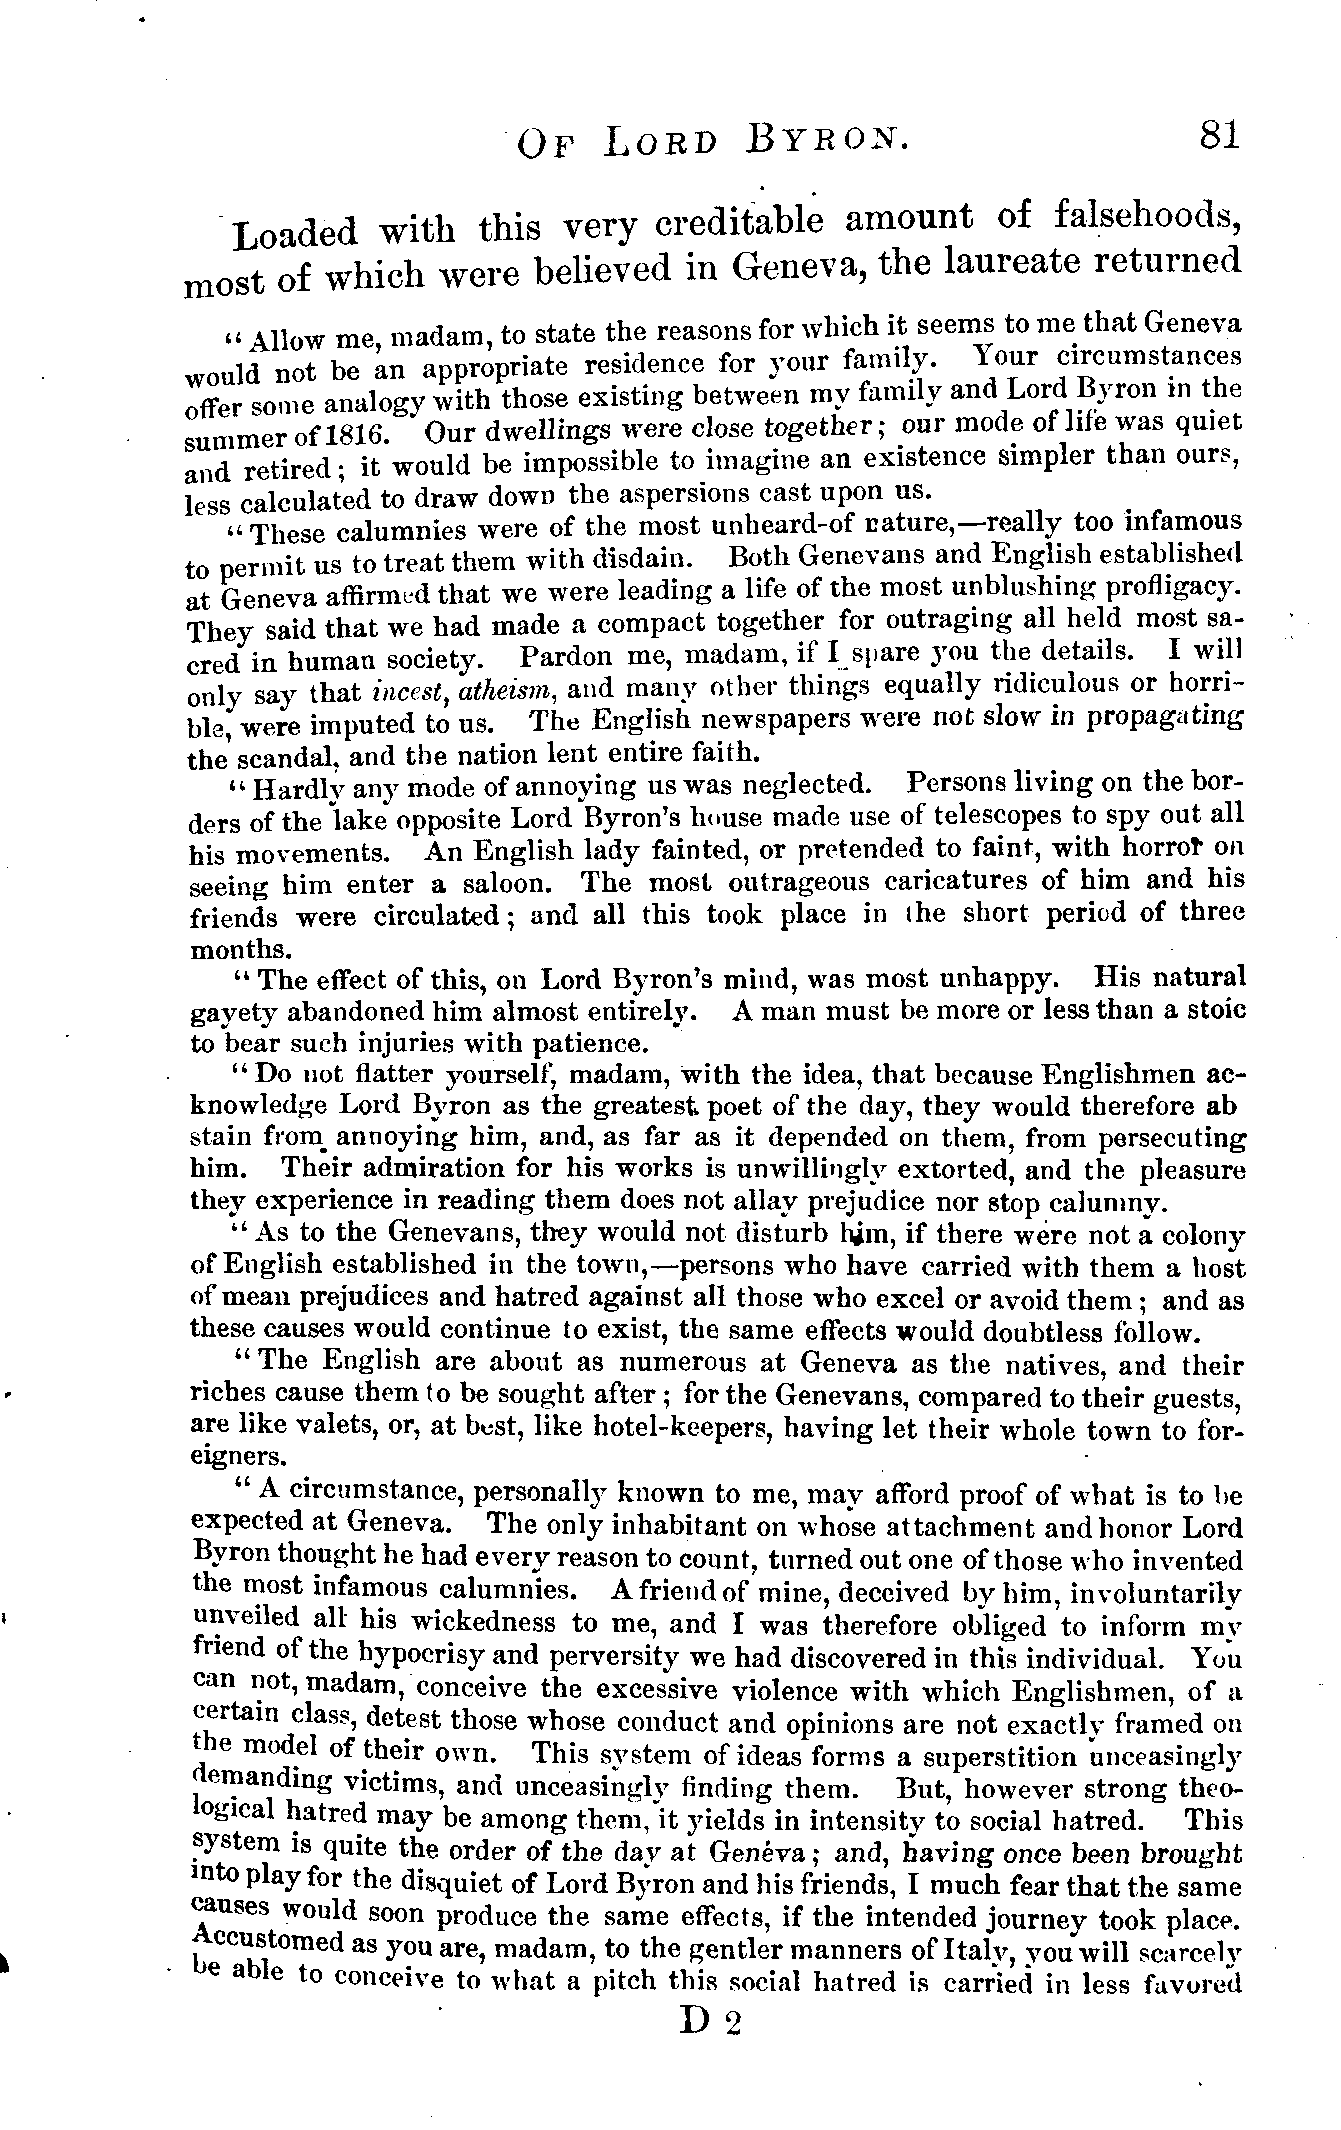 OF LORD BYRON. 81
Loaded with this very creditable amount of falsehoods,
most of which were believed in Geneva, the laureate returned
“Allow me, madam, to state the reasons for which it seems to me that Geneva
would not be an appropriate residence for your family. Your circumstances
offer some analogy with those existing between my family and Lord Byron in the
summer of 1816. Our dwellings were close together; our mode of life was quiet
and retired; it would be impossible to imagine an existence simpler than ours,
less calculated to draw down the aspersions cast upon us.
“These calumnies were of the most unheard-of nature,—really too infamous
to permit us to treat them with disdain. Both Genevans and English established
at Geneva affirmed that we were leading a life of the most unblushing profligacy.
They said that we had made a compact together for outraging all held most sa-
cred in human society. Pardon me, madam, if I spare you the details. I will
only say that incest, atheism, and many other things equally ridiculous or horri-
ble, were imputed to us. The English newspapers were not slow in propagating
the scandal, and the nation lent entire faith.
“Hardly any mode of annoying us was neglected. Persons living on the bor-
ders of the lake opposite Lord Byron's house made use of telescopes to spy out all
his movements. An English lady fainted, or pretended to faint, with horror on
seeing him enter a saloon. The most outrageous caricatures of him and his
friends were circulated; and all this took place in the short period of three
months.
“The effect of this, on Lord Byron's mind, was most unhappy. His natural
gayety abandoned him almost entirely. A man must be more or less than a stoic
to bear such injuries with patience.
“Do not flatter yourself, madam, with the idea, that because Englishmen ac-
knowledge Lord Byron as the greatest poet of the day, they would therefore ab
stain from annoying him, and, as far as it depended on them, from persecuting
him. Their admiration for his works is unwillingly extorted, and the pleasure
they experience in reading them does not allay prejudice nor stop calumny.
“As to the Genevans, they would not disturb him, if there were not a colony
of English established in the town,—persons who have carried with them a host
of mean prejudices and hatred against all those who excel or avoid them; and as
these causes would continue to exist, the same effects would doubtless follow.
“The English are about as numerous at Geneva as the natives, and their
riches cause them to be sought after; for the Genevans, compared to their guests,
are like valets, or, at best, like hotel-keepers, having let their whole town to for-
eigners.
“A circumstance, personally known to me, may afford proof of what is to be
expected at Geneva. The only inhabitant on whose attachment and honor Lord
Byron thought he had every reason to count, turned out one of those who invented
the most infamous calumnies. A friend of mine, deceived by him, involuntarily
unveiled all his wickedness to me, and I was therefore obliged to inform my
friend of the hypocrisy and perversity we had discovered in this individual. You
can not, madam, conceive the excessive violence with which Englishmen, of a
certain class, detest those whose conduct and opinions are not exactly framed on
the model of their own. This system of ideas forms a superstition unceasingly
demanding victims, and unceasingly finding them. But, however strong theo-
logical hatred may be among them, it yields in intensity to social hatred. This
system is quite the order of the day at Geneva; and, having once been brought
into play for the disquiet of Lord Byron and his friends, I much fear that the same
causes would soon produce the same effects, if the intended journey took place.
Accustomed as you are, madam, to the gentler manners of Italy, you will scarcely
be able to conceive to what a pitch this social hatred is carried in less favored
D 2